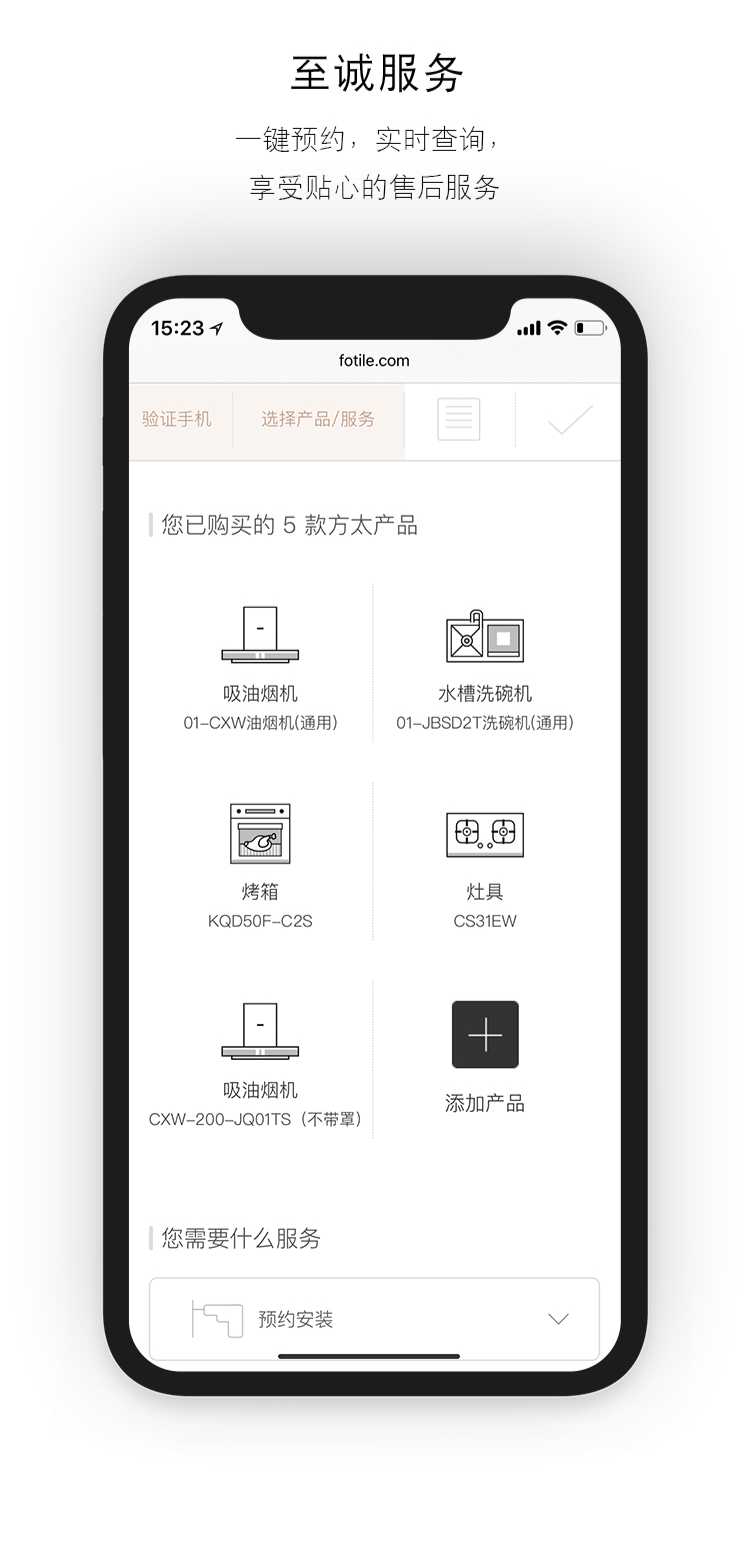 至诚服务
一键预约，实时查询，
享受贴心的售后服务
15:23
fotile.com
验证手机
选择产品/服务
您已购买的 5 款方太产品
吸油烟机
01-CXW油烟机(通用)
水槽洗碗机
01-JBSD2T洗碗机(通用)
烤箱
KQD50F-C2S
灶具
CS31EW
吸油烟机
CXW-200-JQ01TS（不带罩）
添加产品
您需要什么服务
预约安装